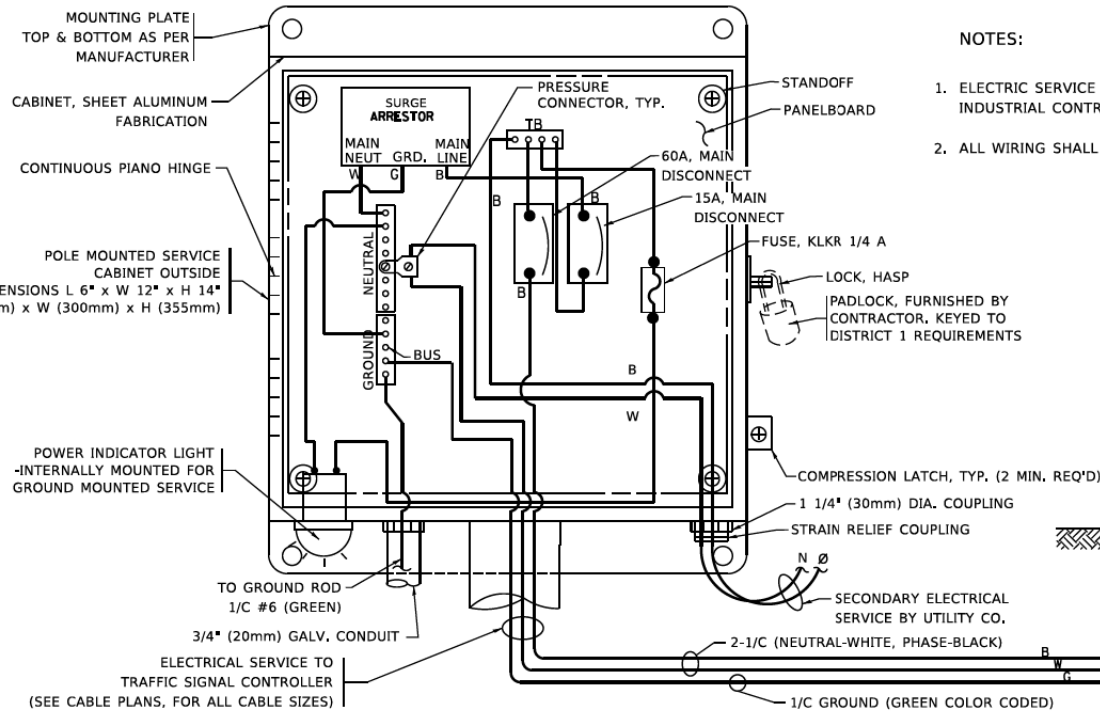 MOUNTING PLATE
TOP & BOTTOM AS PER
MANUFACTURER
CABINET, SHEET ALUMINUM
FABRICATION
CONTINUOUS PIANO HINGE
POLE MOUNTED SERVICE
CABINET OUTSIDE
ENSIONS L 6" x W 12" x H 14"
m) x W (300mm) x H (355mm)
POWER INDICATOR LIGHT
-INTERNALLY MOUNTED FOR
GROUND MOUNTED SERVICE
TO GROUND ROD
1/C #6 (GREEN)
3/4" (20mm) GALV. CONDUIT
ELECTRICAL SERVICE TO
TRAFFIC SIGNAL CONTROLLER
(SEE CABLE PLANS, FOR ALL CABLE SIZES)
SURGE
ARRESTOR
MAIN
NEUT
GRD.
MAIN
LINE
W
G
B
PRESSURE
CONNECTOR, TYP.
TB
60A, MAIN
DISCONNECT
15A, MAIN
DISCONNECT
B
B
B
NEUTRAL
GROUND
BUS
B
W
STANDOFF
PANELBOARD
FUSE, KLKR 1/4 A
LOCK, HASP
PADLOCK, FURNISHED BY
CONTRACTOR. KEYED TO
DISTRICT 1 REQUIREMENTS
COMPRESSION LATCH, TYP. (2 MIN. REQ'D)
1 1/4" (30mm) DIA. COUPLING
STRAIN RELIEF COUPLING
N Ø
SECONDARY ELECTRICAL
SERVICE BY UTILITY CO.
2-1/C (NEUTRAL-WHITE, PHASE-BLACK)
B
W
G
1/C GROUND (GREEN COLOR CODED)
NOTES:
1. ELECTRIC SERVICE
INDUSTRIAL CONTR
2. ALL WIRING SHALL